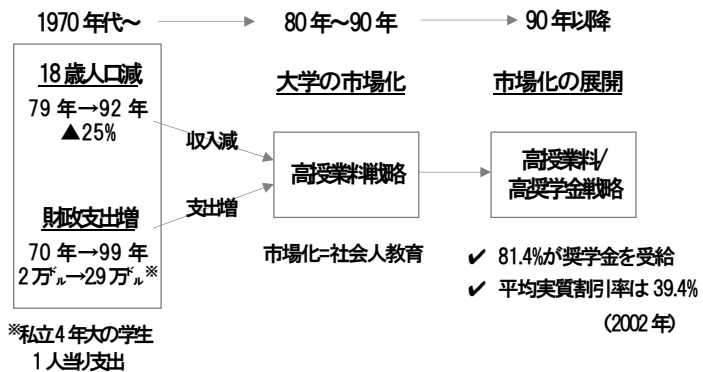 1970年代~
80年~90年
90年以降
18歳人口減
79年→92年
▲25%
財政支出増
70年→99年
2万ドル→29万ドル※
※私立4年大の学生
1人当り支出
収入減
支出増
大学の市場化
高授業料戦略
市場化=社会人教育
市場化の展開
高授業料/
高奨学金戦略
✔ 81.4%が奨学金を受給
✔ 平均実質割引率は39.4%
(2002年)